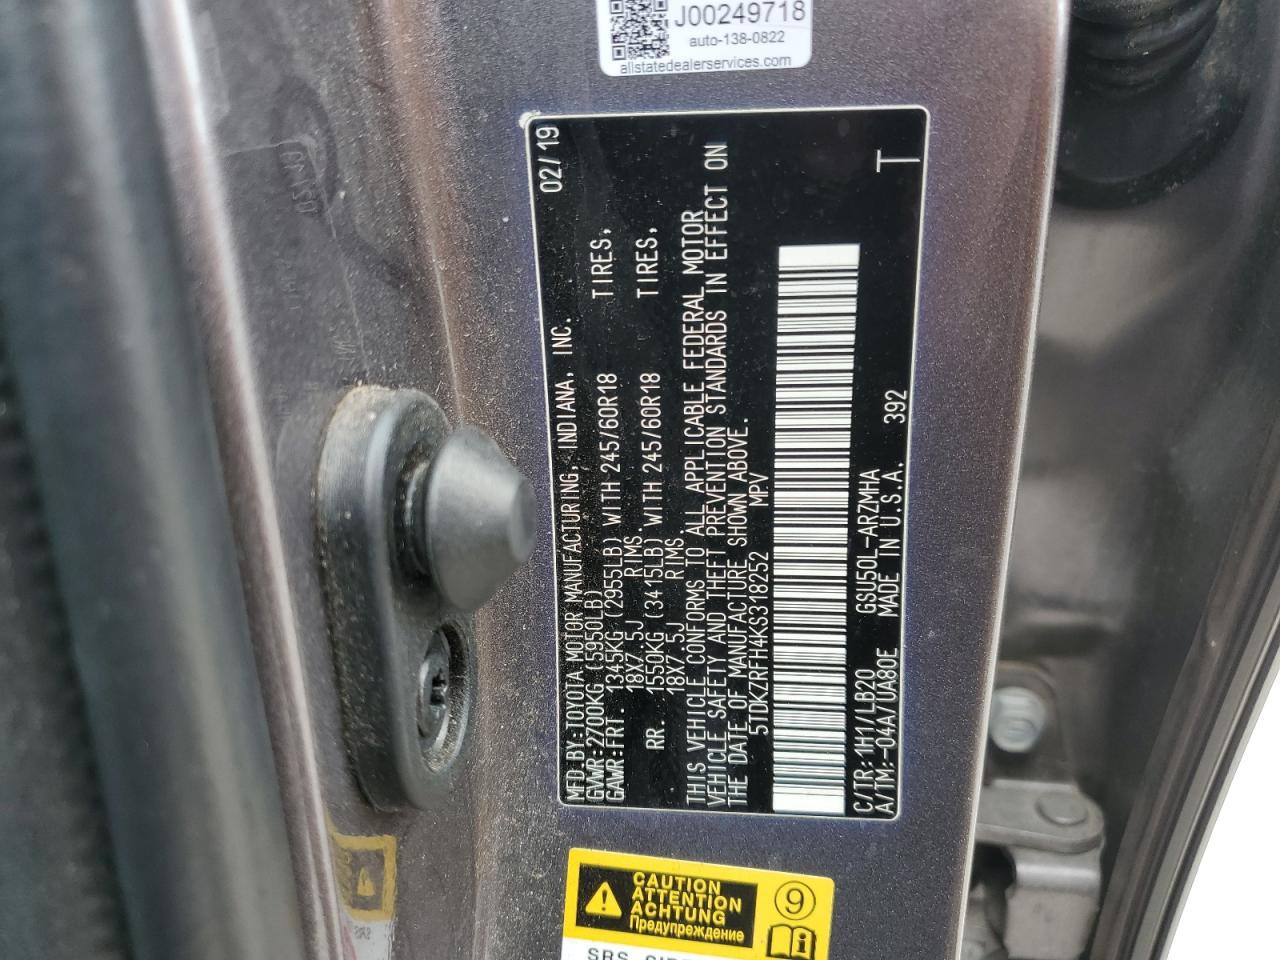 J00249718
auto-138-0822
allstatedealerservices.com
MFD.BY:TOYOTA MOTOR MANUFACTURING, INDIANA, INC. 02/19
GVWR:2700KG (5950LB)
GAWR:FRT. 1345KG (2955LB) WITH 245/60R18 TIRES,
18X7.5J RIMS.
RR. 1550KG (3415LB) WITH 245/60R18 TIRES,
18X7.5J RIMS
THIS VEHICLE CONFORMS TO ALL APPLICABLE FEDERAL MOTOR
VEHICLE SAFETY AND THEFT PREVENTION STANDARDS IN EFFECT ON
THE DATE OF MANUFACTURE SHOWN ABOVE.
5TDKZRFH4KS318252 MPV
C/TR:1H1/LB20 GSU50L-ARZMHA
A/TM:-04A/UA80E MADE IN U.S.A. 392 T
CAUTION
ATTENTION
ACHTUNG
Предупреждение
9
SRS